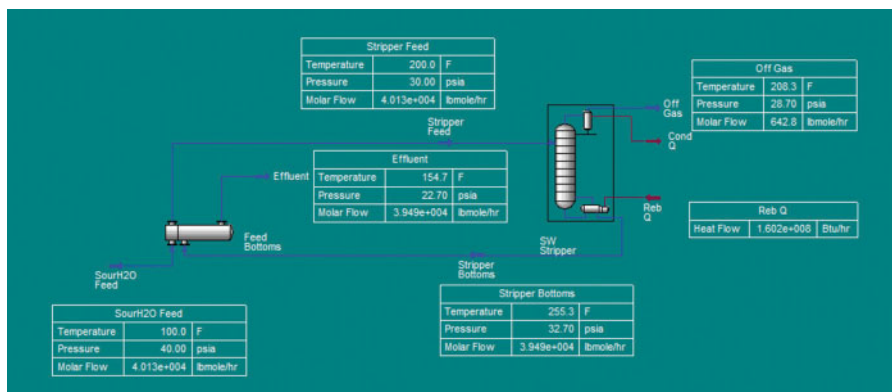 Stripper Feed
Temperature 200.0 F
Pressure 30.00 psia
Molar Flow 4.013e+004 lbmole/hr
Off Gas
Temperature 208.3 F
Pressure 28.70 psia
Molar Flow 642.8 lbmole/hr
Off
Gas
Stripper
Feed
Cond
Q
Effluent
Temperature 154.7 F
Pressure 22.70 psia
Molar Flow 3.949e+004 lbmole/hr
Effluent
Reb
Q
Reb Q
Heat Flow 1.602e+008 Btu/hr
Feed
Bottoms
SW
Stripper
Stripper
Bottoms
SourH2O
Feed
Stripper Bottoms
Temperature 255.3 F
Pressure 32.70 psia
Molar Flow 3.949e+004 lbmole/hr
SourH2O Feed
Temperature 100.0 F
Pressure 40.00 psia
Molar Flow 4.013e+004 lbmole/hr